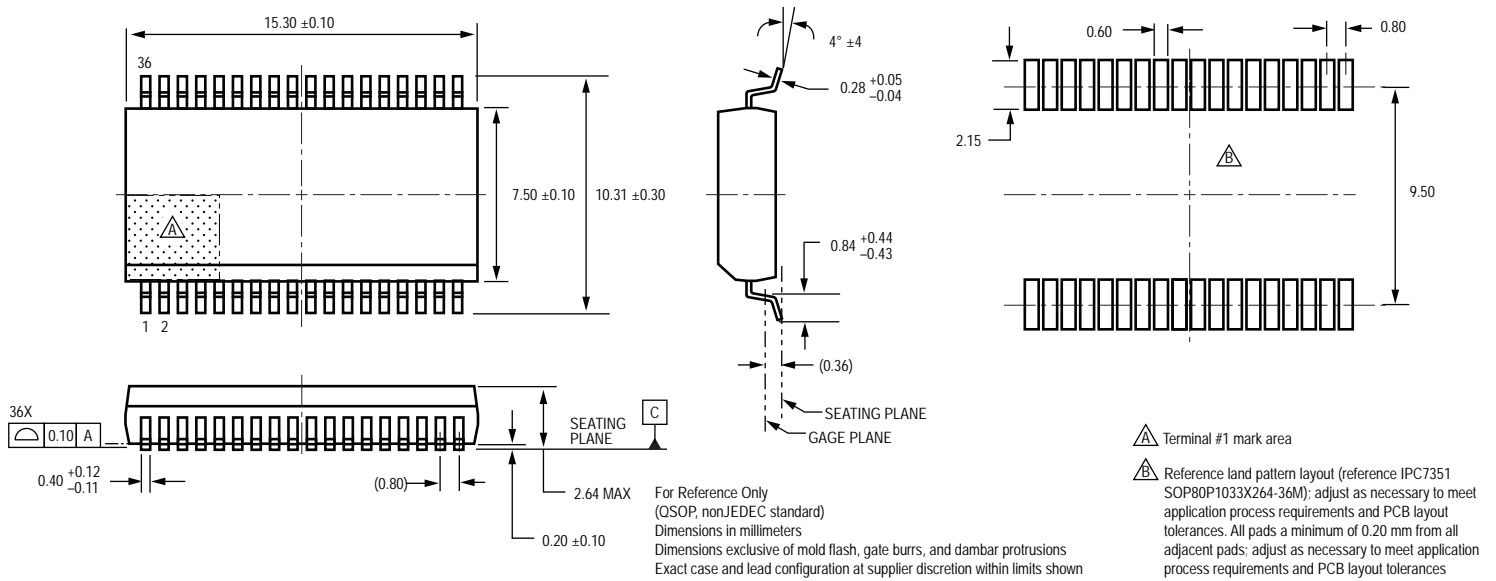 15.30 ±0.10
36
7.50 ±0.10
10.31 ±0.30
A
1 2
4° ±4
0.28 +0.05 −0.04
0.84 +0.44 −0.43
(0.36)
SEATING PLANE
GAGE PLANE
0.60
0.80
2.15
B
9.50
36X
0.10 A
0.40 +0.12 −0.11
(0.80)
SEATING
PLANE
C
2.64 MAX
0.20 ±0.10
For Reference Only
(QSOP, nonJEDEC standard)
Dimensions in millimeters
Dimensions exclusive of mold flash, gate burrs, and dambar protrusions
Exact case and lead configuration at supplier discretion within limits shown
A Terminal #1 mark area
B Reference land pattern layout (reference IPC7351
SOP80P1033X264-36M); adjust as necessary to meet
application process requirements and PCB layout
tolerances. All pads a minimum of 0.20 mm from all
adjacent pads; adjust as necessary to meet application
process requirements and PCB layout tolerances